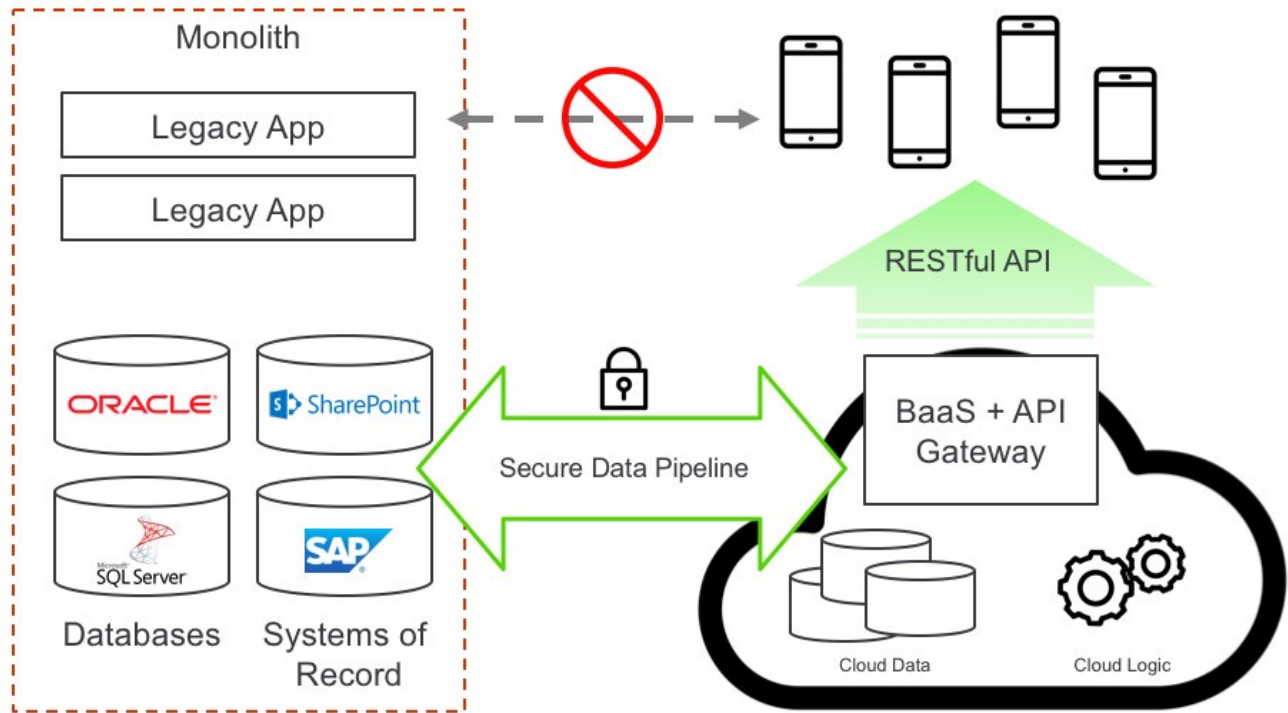 Monolith
Legacy App
Legacy App
RESTful API
ORACLE®
S SharePoint
BaaS + API
Gateway
Secure Data Pipeline
Microsoft®
SQL Server®
SAP®
Databases
Systems of
Record
Cloud Data
Cloud Logic